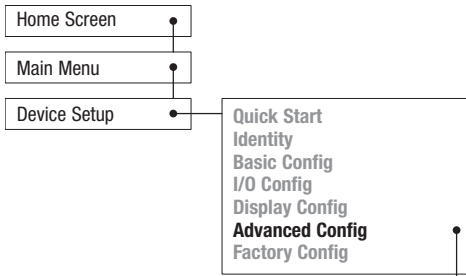 Home Screen
Main Menu
Device Setup
Quick Start
Identity
Basic Config
I/O Config
Display Config
Advanced Config
Factory Config